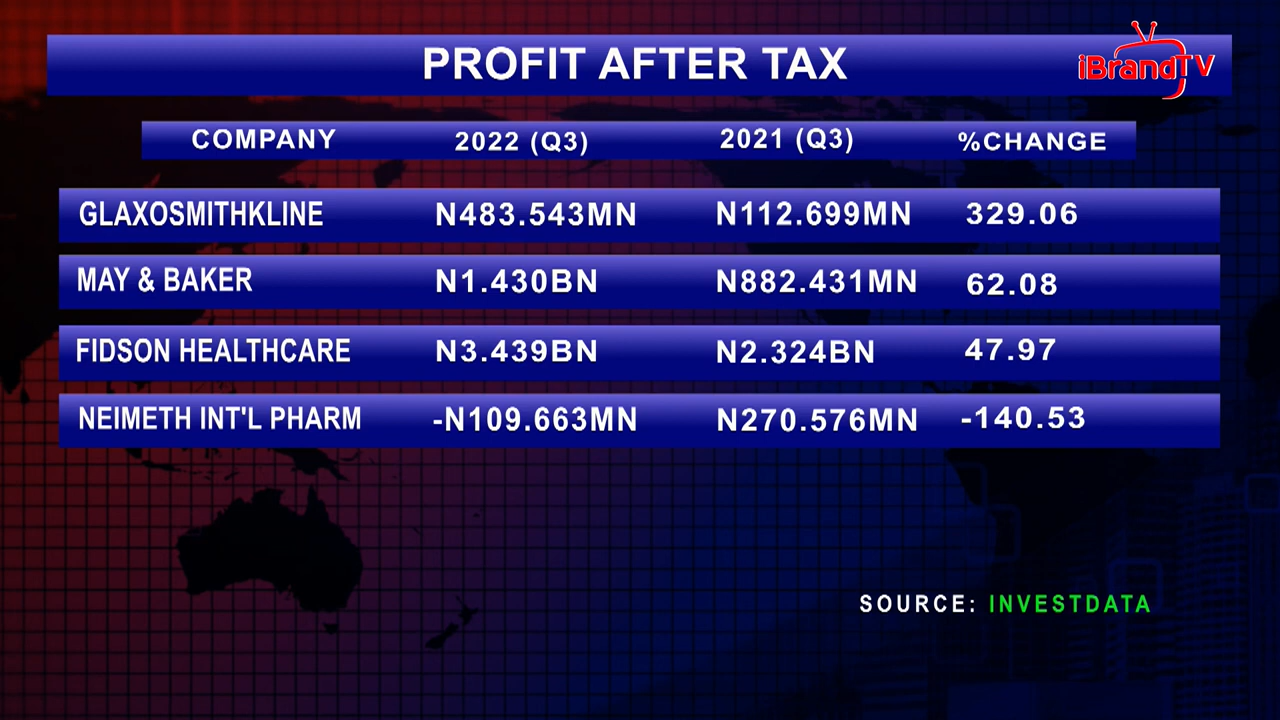 PROFIT AFTER TAX
iBrandTV
COMPANY 2022 (Q3) 2021 (Q3) %CHANGE
GLAXOSMITHKLINE N483.543MN N112.699MN 329.06
MAY & BAKER N1.430BN N882.431MN 62.08
FIDSON HEALTHCARE N3.439BN N2.324BN 47.97
NEIMETH INT'L PHARM -N109.663MN N270.576MN -140.53
SOURCE: INVESTDATA